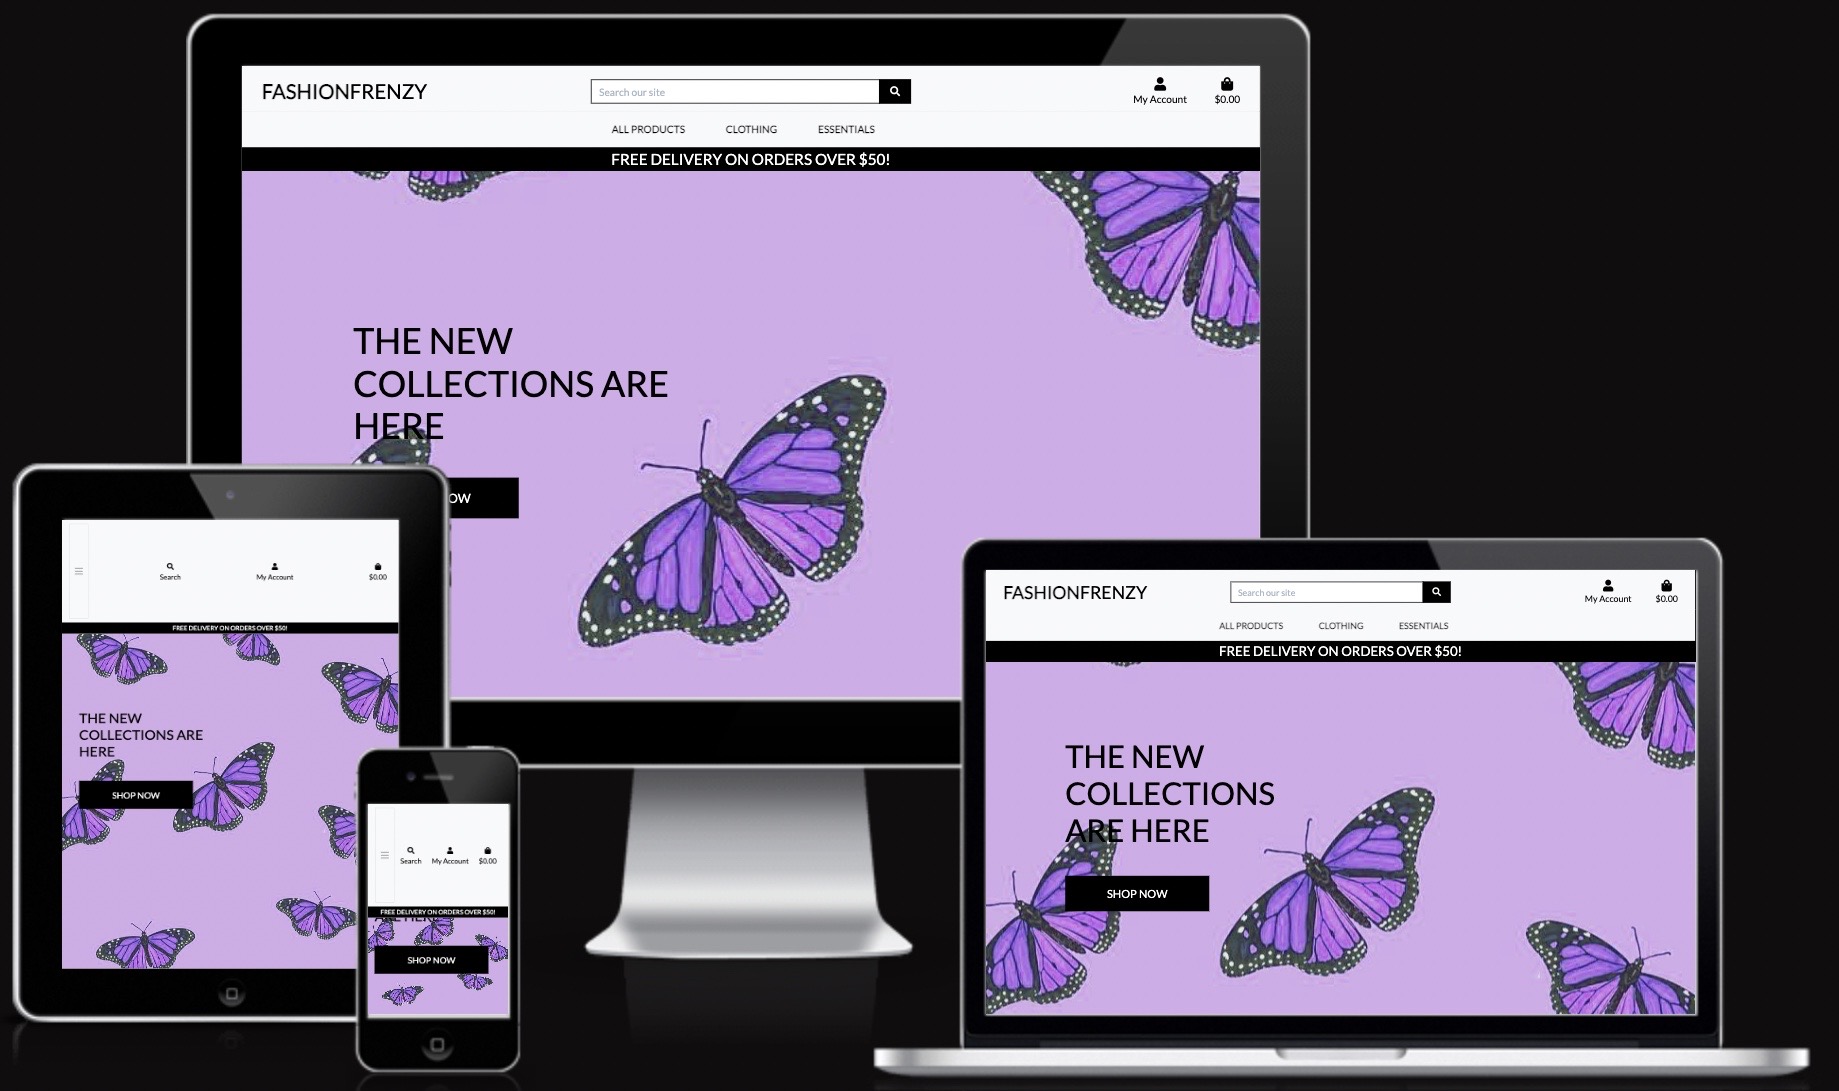 FASHIONFRENZY
Search our site
My Account
$0.00
ALL PRODUCTS CLOTHING ESSENTIALS
FREE DELIVERY ON ORDERS OVER $50!
THE NEW
COLLECTIONS ARE
HERE
OW
Search
My Account
$0.00
FREE DELIVERY ON ORDERS OVER $50!
THE NEW
COLLECTIONS ARE
HERE
SHOP NOW
Search
My Account
$0.00
FREE DELIVERY ON ORDERS OVER $50!
ARE HERE
SHOP NOW
FASHIONFRENZY
Search our site
My Account
$0.00
ALL PRODUCTS CLOTHING ESSENTIALS
FREE DELIVERY ON ORDERS OVER $50!
THE NEW
COLLECTIONS
ARE HERE
SHOP NOW